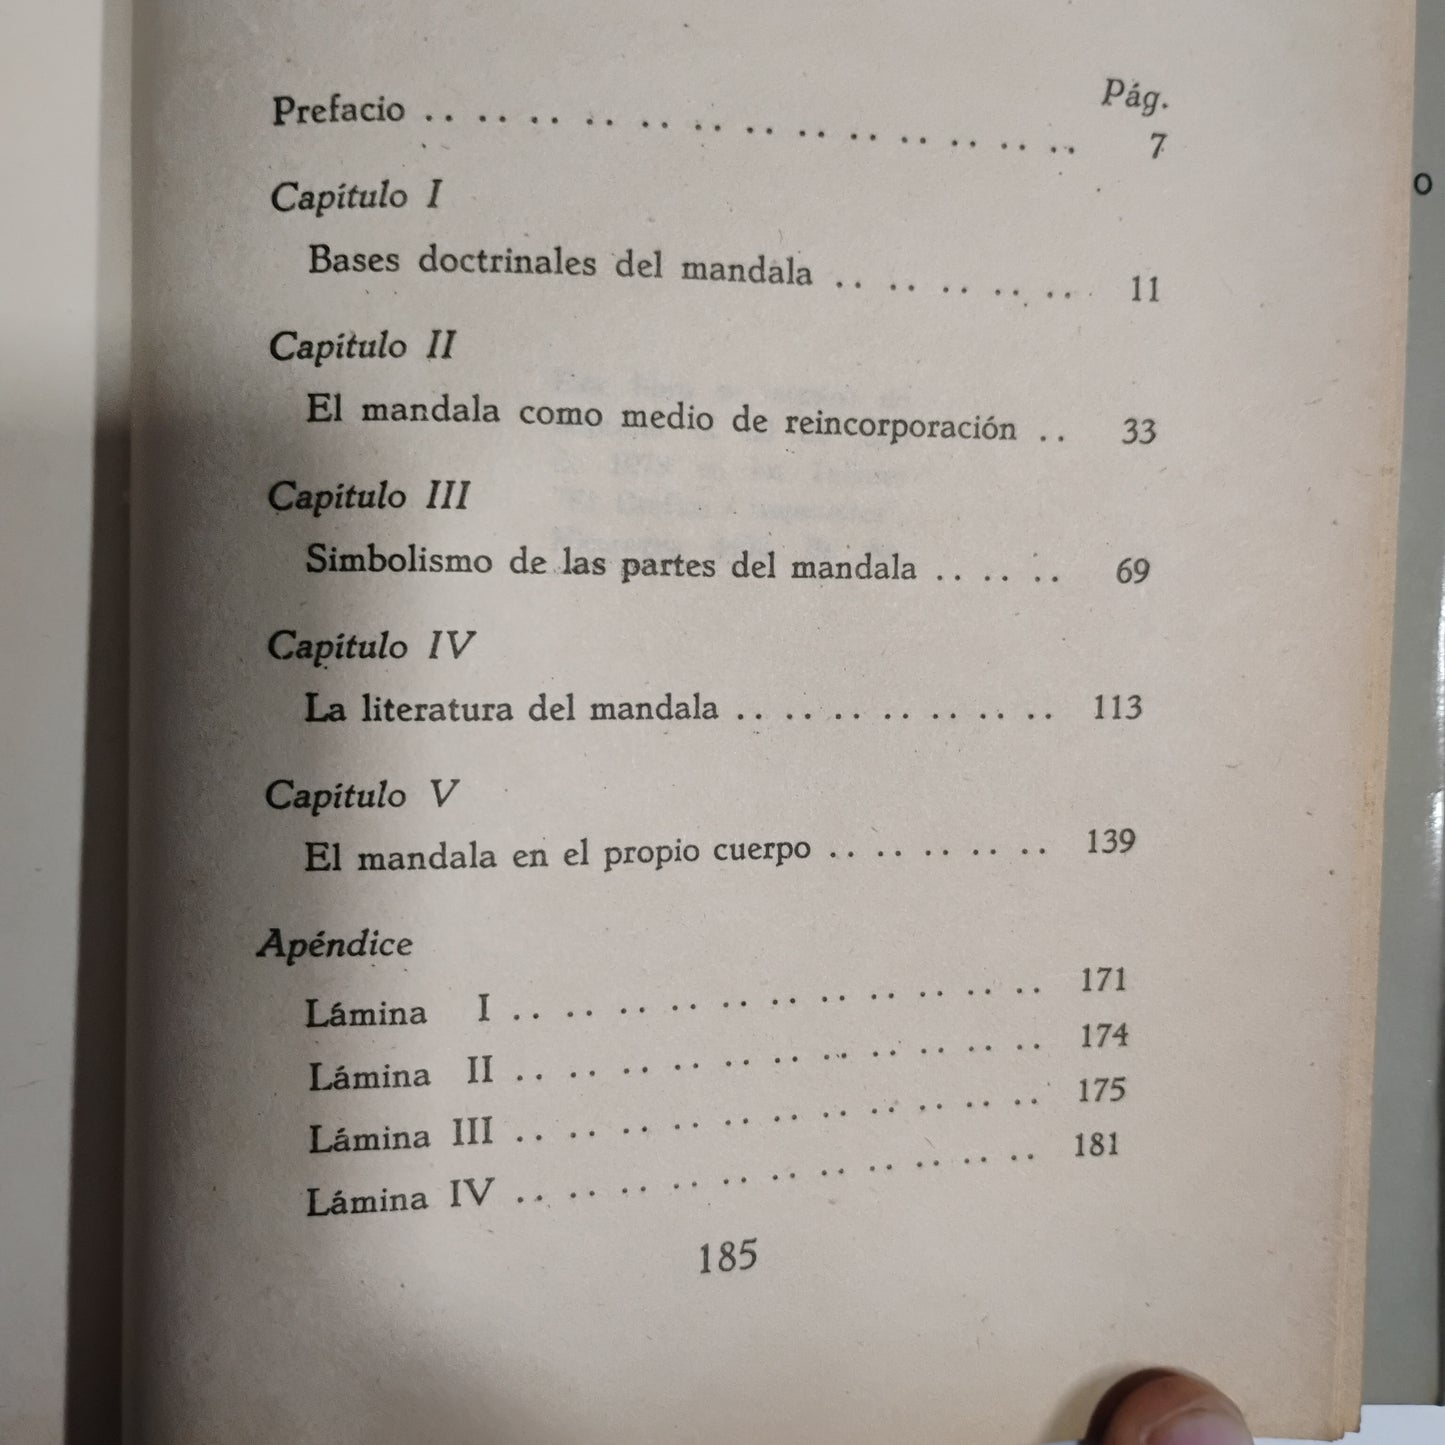 Pág.
Prefacio .. .. .. .. .. .. .. .. .. .. .. .. .. 7
Capítulo I
Bases doctrinales del mandala .. .. .. .. .. 11
Capítulo II
El mandala como medio de reincorporación .. 33
Capítulo III
Simbolismo de las partes del mandala .. .. .. 69
Capítulo IV
La literatura del mandala .. .. .. .. .. .. .. 113
Capítulo V
El mandala en el propio cuerpo .. .. .. .. .. 139
Apéndice
Lámina I .. .. .. .. .. .. .. .. .. .. .. 171
Lámina II .. .. .. .. .. .. .. .. .. .. .. 174
Lámina III .. .. .. .. .. .. .. .. .. .. .. 175
Lámina IV .. .. .. .. .. .. .. .. .. .. .. 181
185
o